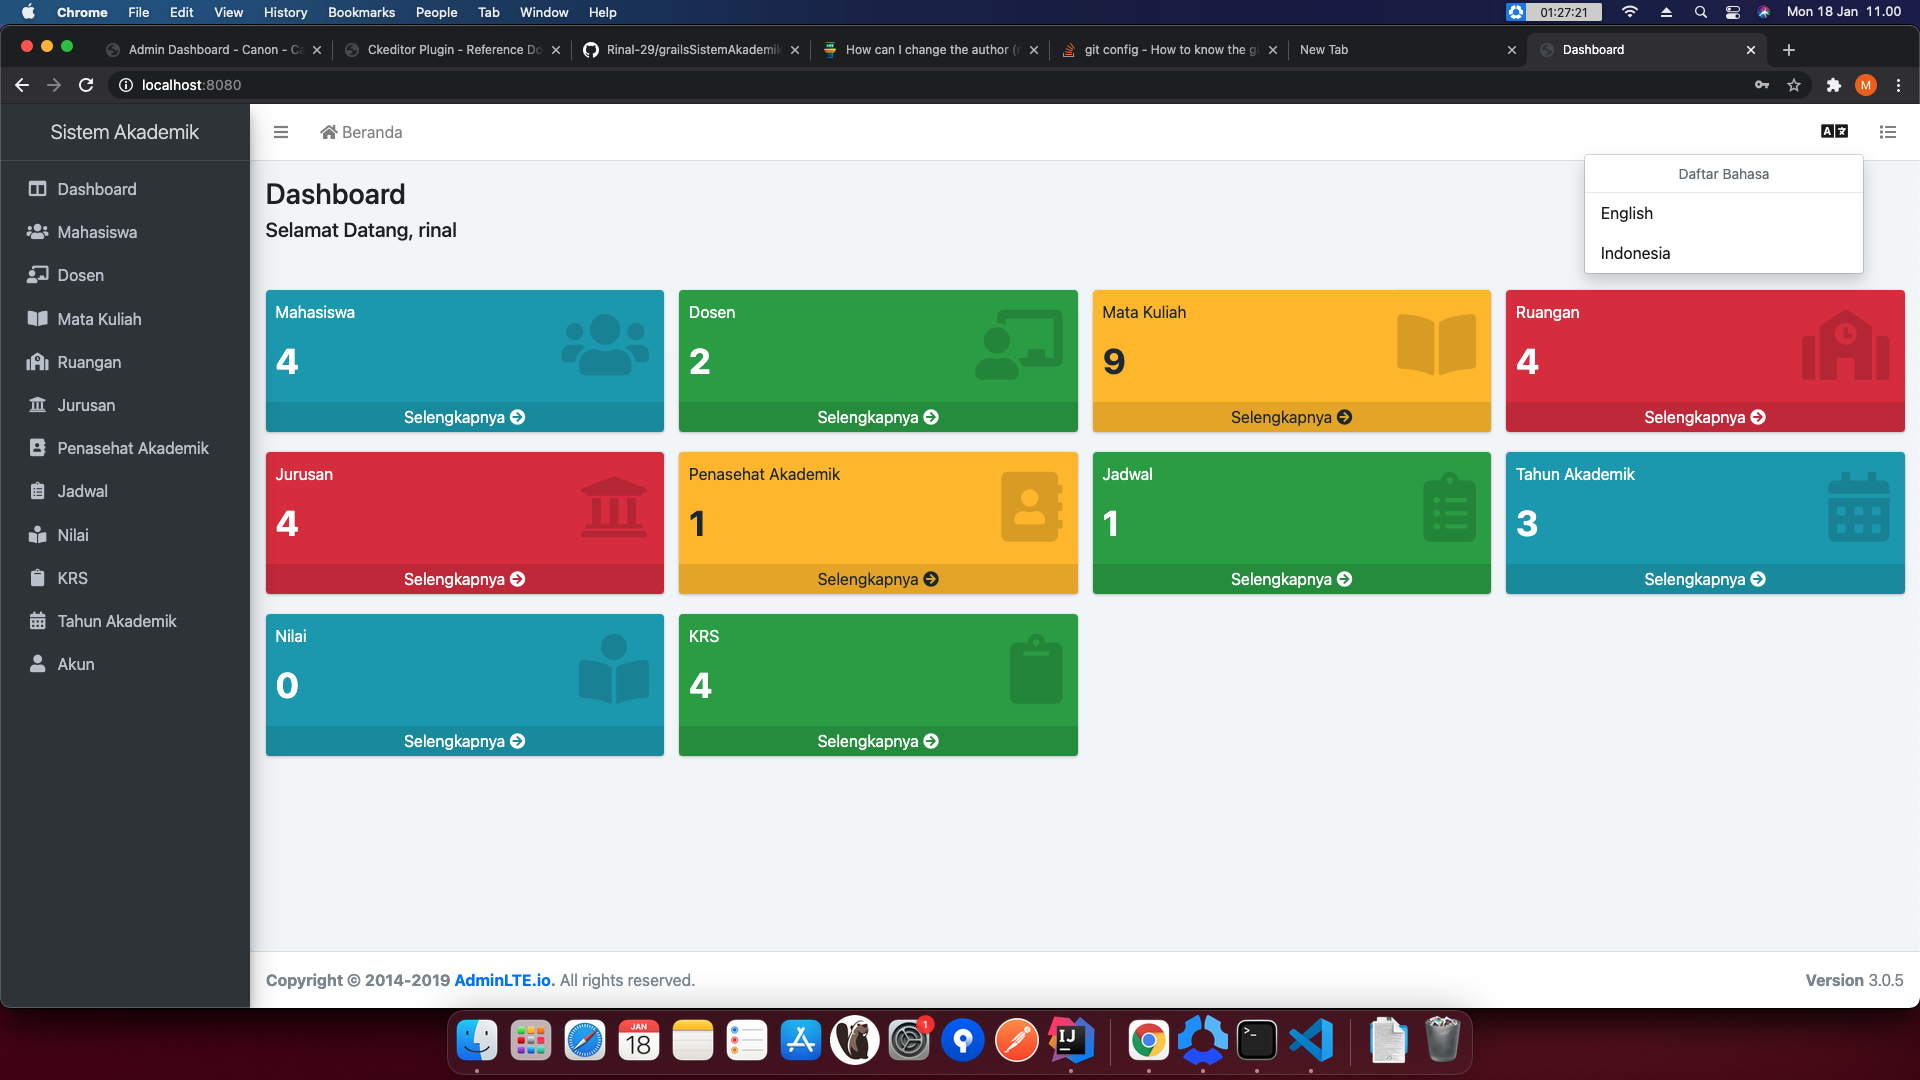 Chrome File Edit View History Bookmarks People Tab Window Help 01:27:21 Mon 18 Jan 11.00
Admin Dashboard - Canon - Ca Ckeditor Plugin - Reference Do Rinal-29/grailsSistemAkademik How can I change the author ( git config - How to know the gi New Tab Dashboard
localhost:8080 M
Sistem Akademik
Beranda
Daftar Bahasa
English
Indonesia
Dashboard
Mahasiswa
Dosen
Mata Kuliah
Ruangan
Jurusan
Penasehat Akademik
Jadwal
Nilai
KRS
Tahun Akademik
Akun
Dashboard
Selamat Datang, rinal
Mahasiswa
4
Selengkapnya
Dosen
2
Selengkapnya
Mata Kuliah
9
Selengkapnya
Ruangan
4
Selengkapnya
Jurusan
4
Selengkapnya
Penasehat Akademik
1
Selengkapnya
Jadwal
1
Selengkapnya
Tahun Akademik
3
Selengkapnya
Nilai
0
Selengkapnya
KRS
4
Selengkapnya
Copyright © 2014-2019 AdminLTE.io. All rights reserved.
Version 3.0.5
JAN
18
1
IJ